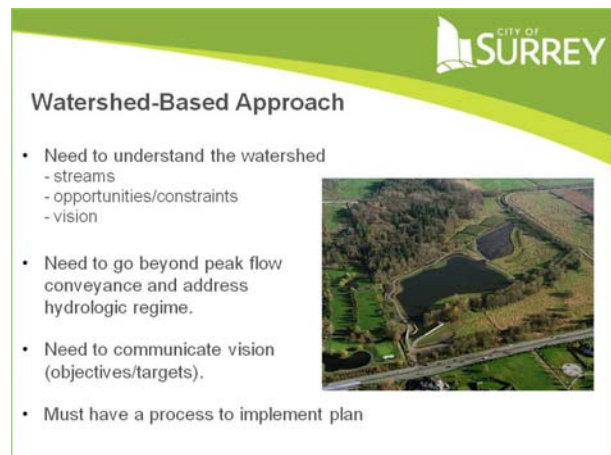 CITY OF
SURREY
Watershed-Based Approach
• Need to understand the watershed
- streams
- opportunities/constraints
- vision
• Need to go beyond peak flow
conveyance and address
hydrologic regime.
• Need to communicate vision
(objectives/targets).
• Must have a process to implement plan